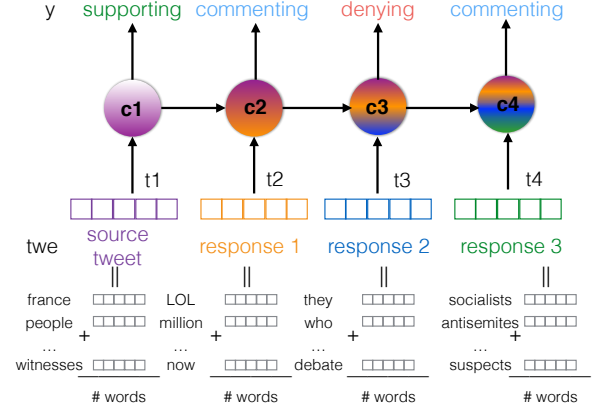 y supporting commenting denying commenting
c1 c2 c3 c4
t1 t2 t3 t4
twe source tweet response 1 response 2 response 3
|| || || ||
france LOL they socialists
people million who antisemites
+ + + +
... ... ... ...
witnesses now debate suspects
# words # words # words # words